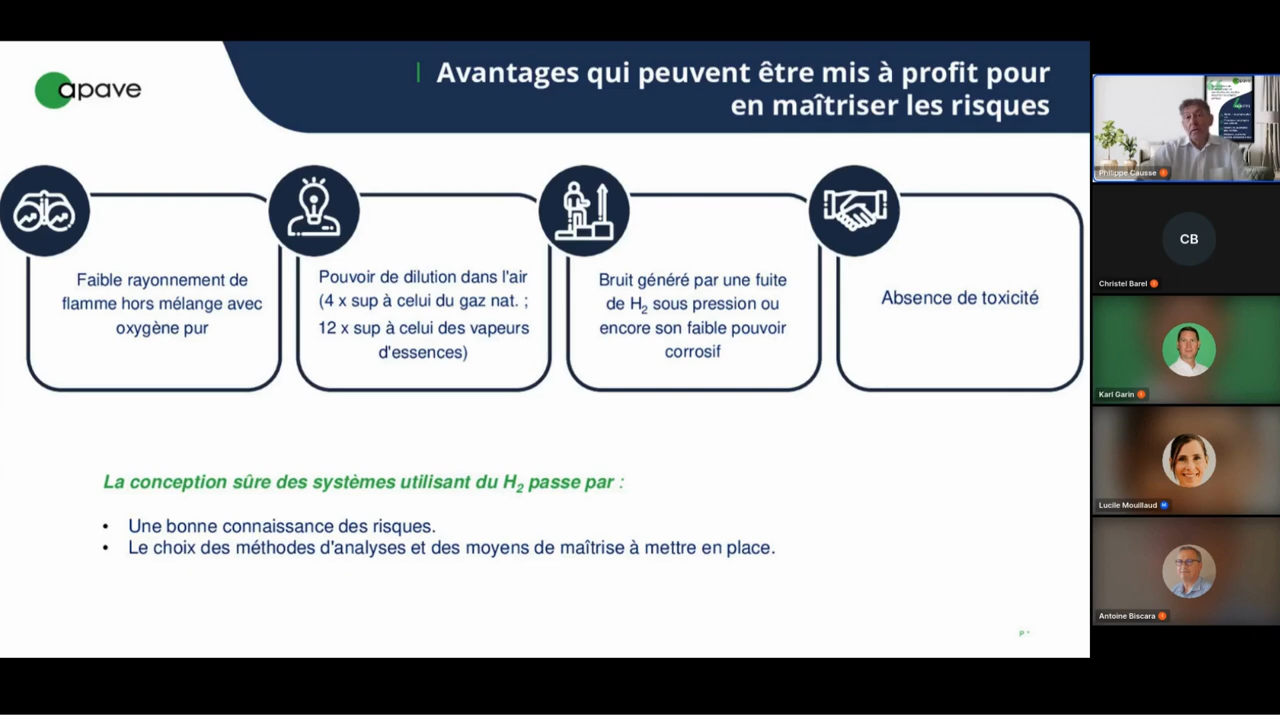 apave
Avantages qui peuvent être mis à profit pour
en maîtriser les risques
Faible rayonnement de
flamme hors mélange avec
oxygène pur
Pouvoir de dilution dans l'air
(4 x sup à celui du gaz nat. ;
12 x sup à celui des vapeurs
d'essences)
Bruit généré par une fuite
de H₂ sous pression ou
encore son faible pouvoir
corrosif
Absence de toxicité
La conception sûre des systèmes utilisant du H₂ passe par :
• Une bonne connaissance des risques.
• Le choix des méthodes d'analyses et des moyens de maîtrise à mettre en place.
Philippe Causse
CB
Christel Barel
Karl Garin
Lucile Mouillaud
Antoine Biscara